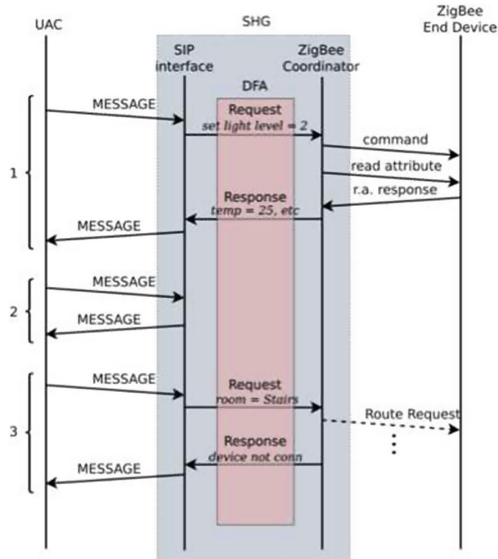 UAC
SHG
ZigBee
End Device
SIP
interface
ZigBee
Coordinator
DFA
MESSAGE
Request
set light level = 2
command
1
read attribute
r.a. response
Response
temp = 25, etc
MESSAGE
MESSAGE
2
MESSAGE
MESSAGE
Request
room = Stairs
Route Request
3
Response
device not conn
MESSAGE